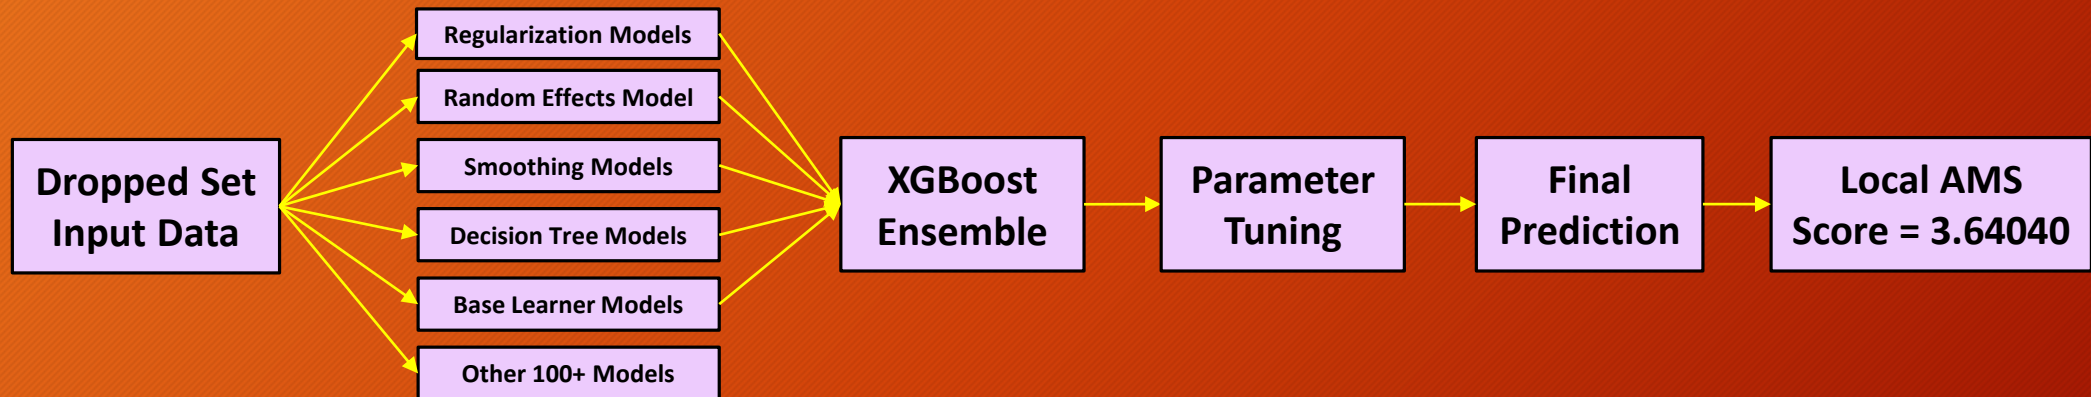 Dropped Set
Input Data
Regularization Models
Random Effects Model
Smoothing Models
Decision Tree Models
Base Learner Models
Other 100+ Models
XGBoost
Ensemble
Parameter
Tuning
Final
Prediction
Local AMS
Score = 3.64040